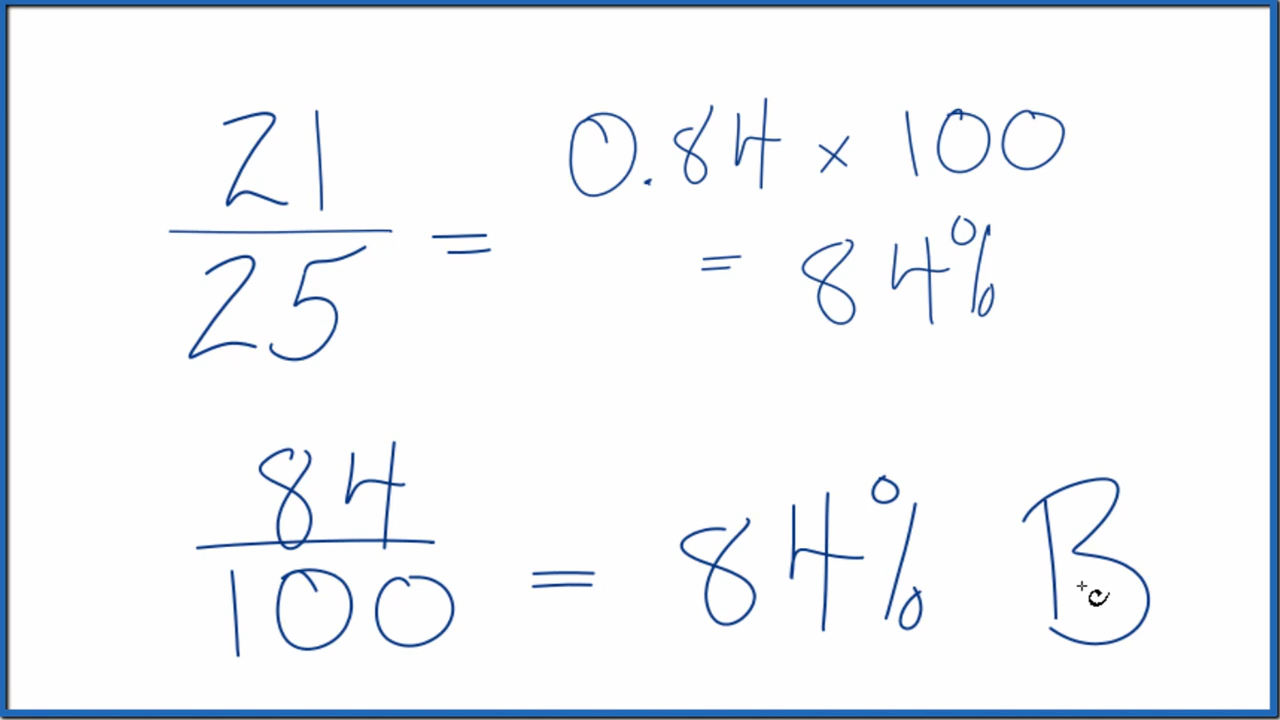 21/25 = 0.84 × 100
= 84%
84/100 = 84% B